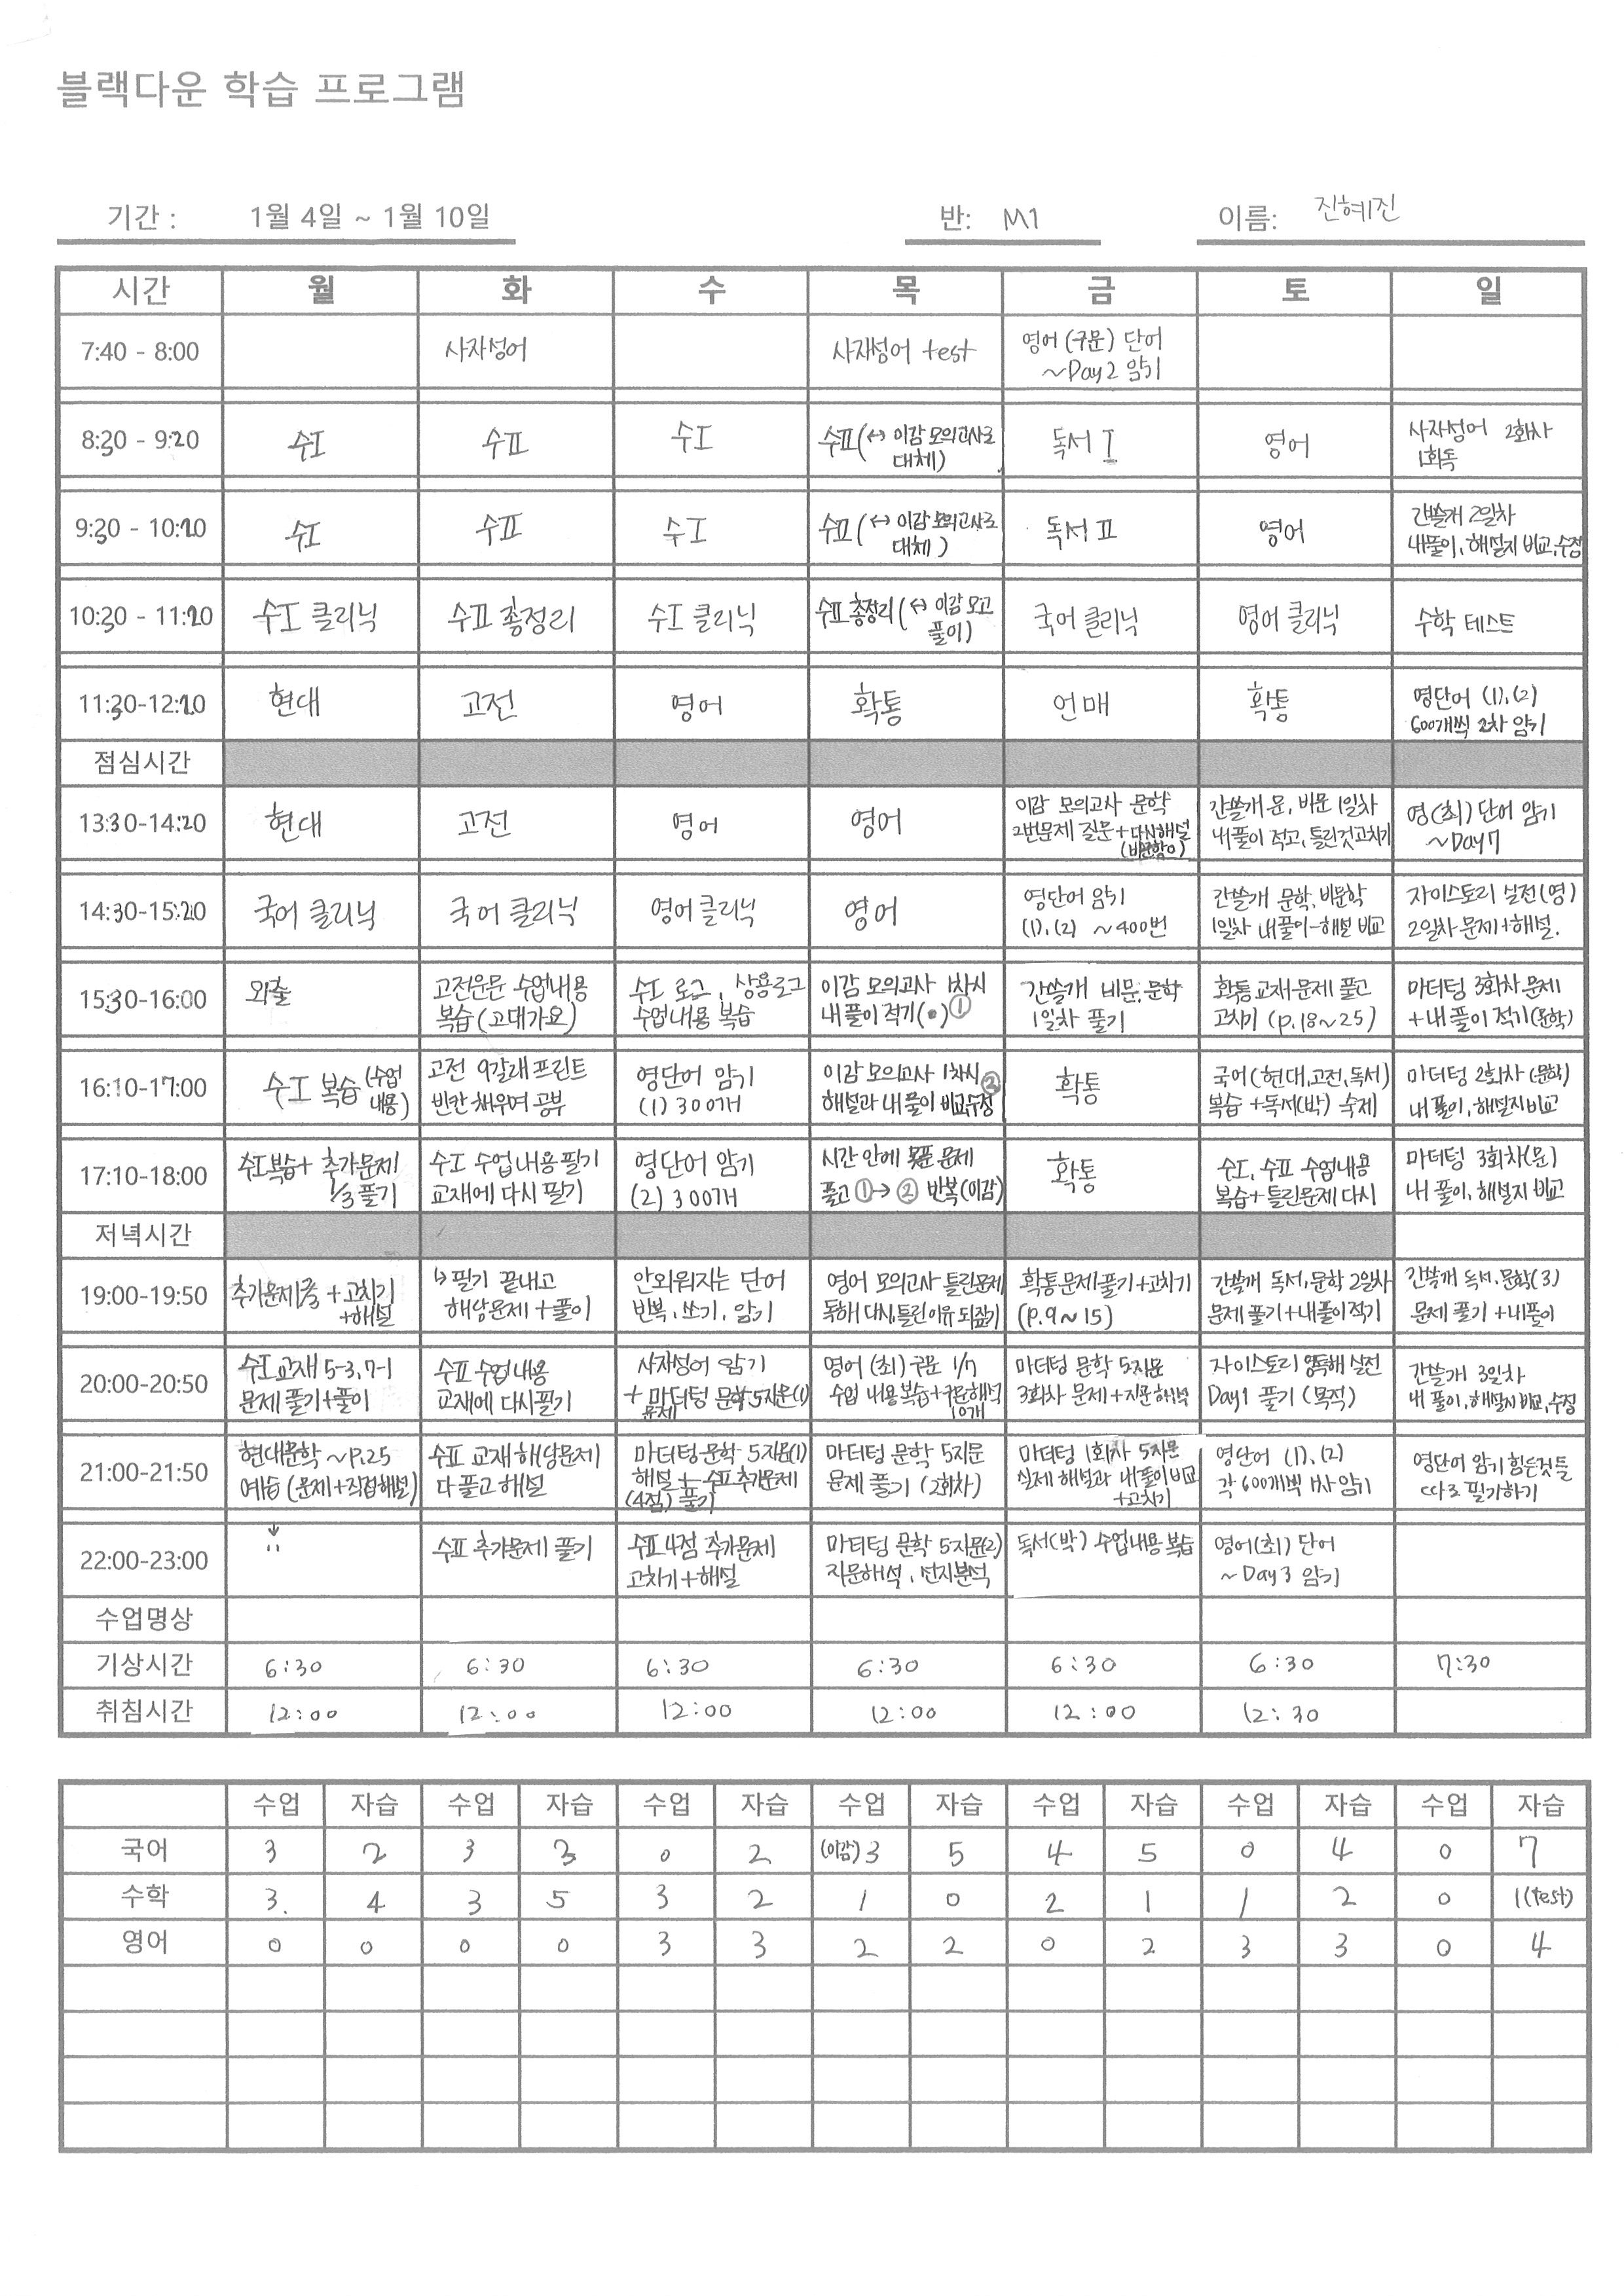 블랙다운 학습 프로그램
기간 : 1월 4일 ~ 1월 10일 반: M1 이름: 진혜진
시간 월 화 수 목 금 토 일
7:40 - 8:00 사자성어 사자성어 test 영어 (구문) 단어
~Day 2 암기
8:30 - 9:20 수I 수II 수I 수II (↔ 이감 모의고사로 독서 I 영어 사자성어 2회차
대체) 1회독
9:30 - 10:20 수I 수II 수I 수II (↔ 이감 모의고사로 독서 II 영어 간쓸개 2일차
대체) 내풀이, 해설지 비교, 수정
10:30 - 11:20 수I 클리닉 수II 총정리 수I 클리닉 수II 총정리 (↔ 이감 모고 국어 클리닉 영어 클리닉 수학 테스트
풀이)
11:30-12:20 현대 고전 영어 확통 언매 확통 영단어 (1), (2)
600개씩 2차 암기
점심시간
13:30-14:20 현대 고전 영어 영어 이감 모의고사 문학 간쓸개 문, 비문 1일차 영(최) 단어 암기
2번문제 질문 + 다시해설 내풀이 적고, 틀린것고치기 ~Day7
14:30-15:20 국어 클리닉 국어 클리닉 영어 클리닉 영어 영단어 암기 간쓸개 문학, 비문학 자이스토리 실전(영)
(1), (2) ~400번 1일차 내풀이-해설 비교 2일차 문제+해설.
15:30-16:00 외출 고전운문 수업내용 수I 로그, 상용로그 이감 모의고사 1차시 간쓸개 비문, 문학 확통 교재 문제 풀고 마더텅 3회차 문제
복습 (고대가요) 수업내용 복습 내풀이 적기 ① 1일차 풀기 고치기 (p.18~25) + 내풀이 적기 (문학)
16:10-17:00 수I 복습 (수업 고전 9갈래 프린트 영단어 암기 이감 모의고사 1차시 ② 확통 국어 (현대, 고전, 독서) 마더텅 2회차 (문학)
내용) 빈칸 채우며 공부 (1) 300개 해설과 내풀이 비교수정 복습 + 독서(박) 숙제 내 풀이, 해설지 비교
17:10-18:00 수I복습 + 추가문제 수I 수업내용 필기 영단어 암기 시간 안에 못푼 문제 확통 수I, 수II 수업내용 마더텅 3회차(문)
1/3 풀기 교재에 다시 필기 (2) 300개 풀고 ①→② 반복(이감) 복습 + 틀린문제 다시 내 풀이, 해설지 비교
저녁시간
19:00-19:50 추가문제 + 고치기 ↳ 필기 끝내고 안외워지는 단어 영어 모의고사 틀린문제 확통문제 풀기 + 고치기 간쓸개 독서, 문학 2일차 간쓸개 독서. 문학(3)
+해설 해당문제 + 풀이 반복, 쓰기, 암기 독해 다시, 틀린 이유 되짚기 (p.9~15) 문제 풀기 + 내풀이적기 문제 풀기 + 내풀이
20:00-20:50 수I교재 5-3, 7-1 수II 수업내용 사자성어 암기 영어 (최) 구문 1/7 마더텅 문학 5지문 자이스토리 영독해 실전 간쓸개 3일차
문제 풀기+풀이 교재에 다시필기 + 마더텅 문학 5지문(1) 수업 내용 복습 + 구문해석 3회차 문제 + 지문해석 Day1 풀기 (목적) 내 풀이, 해설지 비교, 수정
문제 10개
21:00-21:50 현대문학 ~p.25 수II 교재 해당문제 마더텅 문학 5지문(1) 마더텅 문학 5지문 마더텅 1회차 5지문 영단어 (1), (2) 영단어 암기 힘든것들
예습 (문제 + 직접해설) 다 풀고 해설 해설 + 수II 추가문제 문제 풀기 (2회차) 실제 해설과 내풀이비교 각 600개씩 1차 암기 따로 필기하기
(4점) 풀기 +고치기
22:00-23:00 수II 추가문제 풀기 수II 4점 추가문제 마더텅 문학 5지문(2) 독서(박) 수업내용 복습 영어(최) 단어
고치기 + 해설 지문해석, 선지분석 ~Day 3 암기
수업명상
기상시간 6:30 6:30 6:30 6:30 6:30 6:30 7:30
취침시간 12:00 12:00 12:00 12:00 12:00 12:30
수업 자습 수업 자습 수업 자습 수업 자습 수업 자습 수업 자습 수업 자습
국어 3 2 3 3 0 2 (이감) 3 5 4 5 0 4 0 7
수학 3. 4 3 5 3 2 1 0 2 1 1 2 0 1(test)
영어 0 0 0 0 3 3 2 2 0 2 3 3 0 4